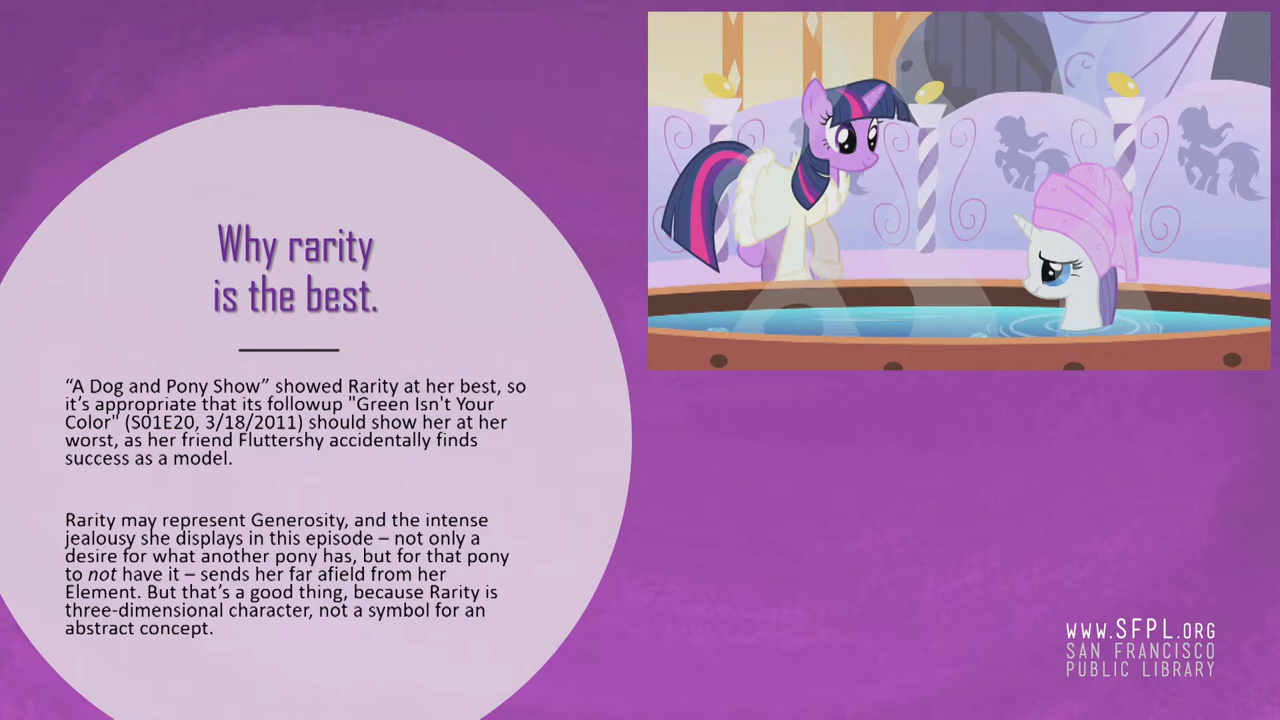 Why rarity
is the best.
“A Dog and Pony Show” showed Rarity at her best, so
it’s appropriate that its followup "Green Isn't Your
Color" (S01E20, 3/18/2011) should show her at her
worst, as her friend Fluttershy accidentally finds
success as a model.
Rarity may represent Generosity, and the intense
jealousy she displays in this episode – not only a
desire for what another pony has, but for that pony
to not have it – sends her far afield from her
Element. But that’s a good thing, because Rarity is
three-dimensional character, not a symbol for an
abstract concept.
www.SFPL.org
San Francisco
Public Library